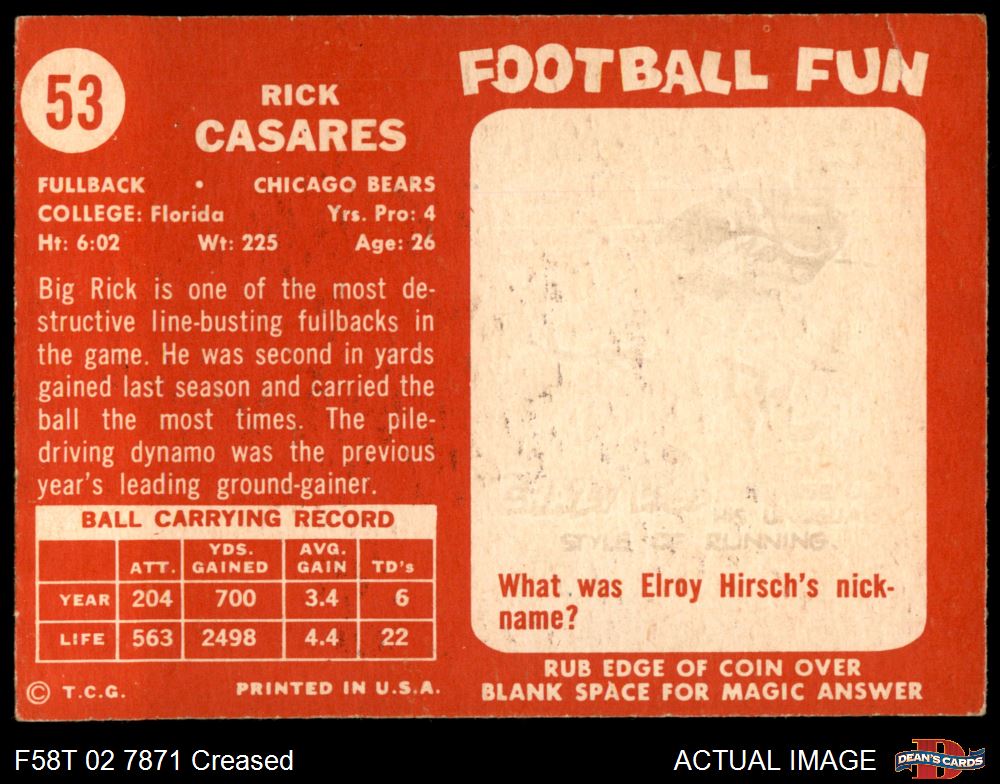 53
RICK
CASARES
FULLBACK • CHICAGO BEARS
COLLEGE: Florida Yrs. Pro: 4
Ht: 6:02 Wt: 225 Age: 26
Big Rick is one of the most de-
structive line-busting fullbacks in
the game. He was second in yards
gained last season and carried the
ball the most times. The pile-
driving dynamo was the previous
year's leading ground-gainer.
BALL CARRYING RECORD
ATT. YDS. GAINED AVG. GAIN TD's
YEAR 204 700 3.4 6
LIFE 563 2498 4.4 22
© T.C.G. PRINTED IN U.S.A.
FOOTBALL FUN
HIS
STYLE OF RUNNING.
What was Elroy Hirsch's nick-
name?
RUB EDGE OF COIN OVER
BLANK SPACE FOR MAGIC ANSWER
F58T 02 7871 Creased
ACTUAL IMAGE
D
DEAN'S CARDS